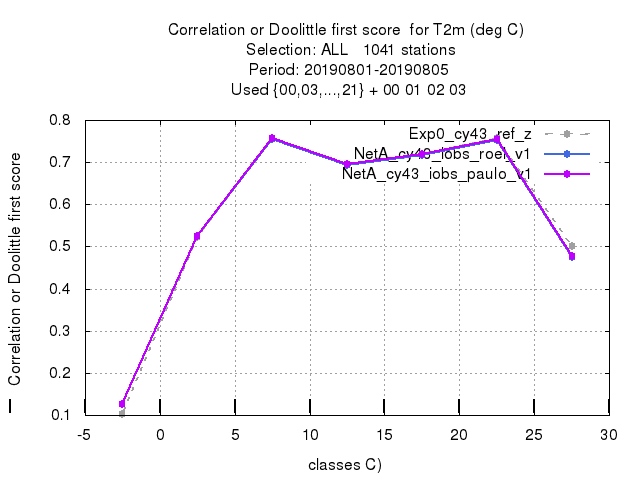 Correlation or Doolittle first score  for T2m (deg C)
Selection: ALL   1041 stations
Period: 20190801-20190805
Used {00,03,...,21} + 00 01 02 03
Correlation or Doolittle first score
0.8
0.7
0.6
0.5
0.4
0.3
0.2
0.1
Exp0_cy43_ref_z
NetA_cy43_iobs_roel_v1
NetA_cy43_iobs_paulo_v1
-5 0 5 10 15 20 25 30
classes C)